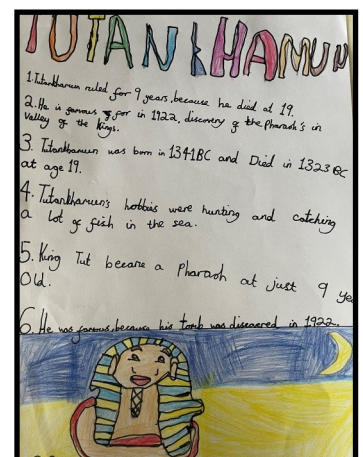 TUTANKHAMUN
1. Tutankhamun ruled for 9 years, because he died at 19.
2. He is famous for in 1922, discovery of the Pharaoh's in
Valley of the Kings.
3. Tutankhamun was born in 1341BC and Died in 1323 BC
at age 19.
4. Tutankhamun's hobbies were hunting and catching
a lot of fish in the sea.
5. King Tut became a Pharaoh at just 9 yea
Old.
6. He was famous, because his tomb was discovered in 1922.